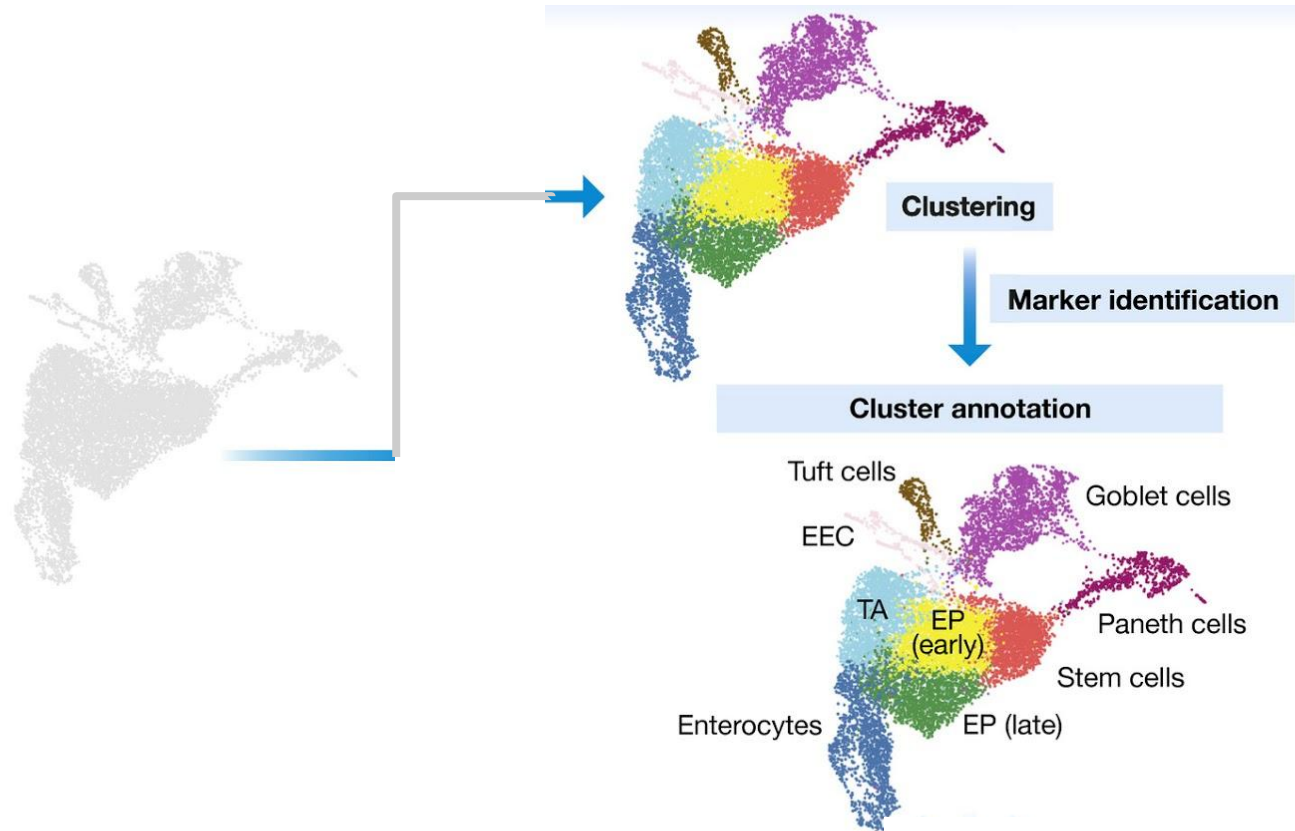 Clustering
Marker identification
Cluster annotation
Tuft cells
Goblet cells
EEC
TA
EP
(early)
Paneth cells
Stem cells
Enterocytes
EP (late)